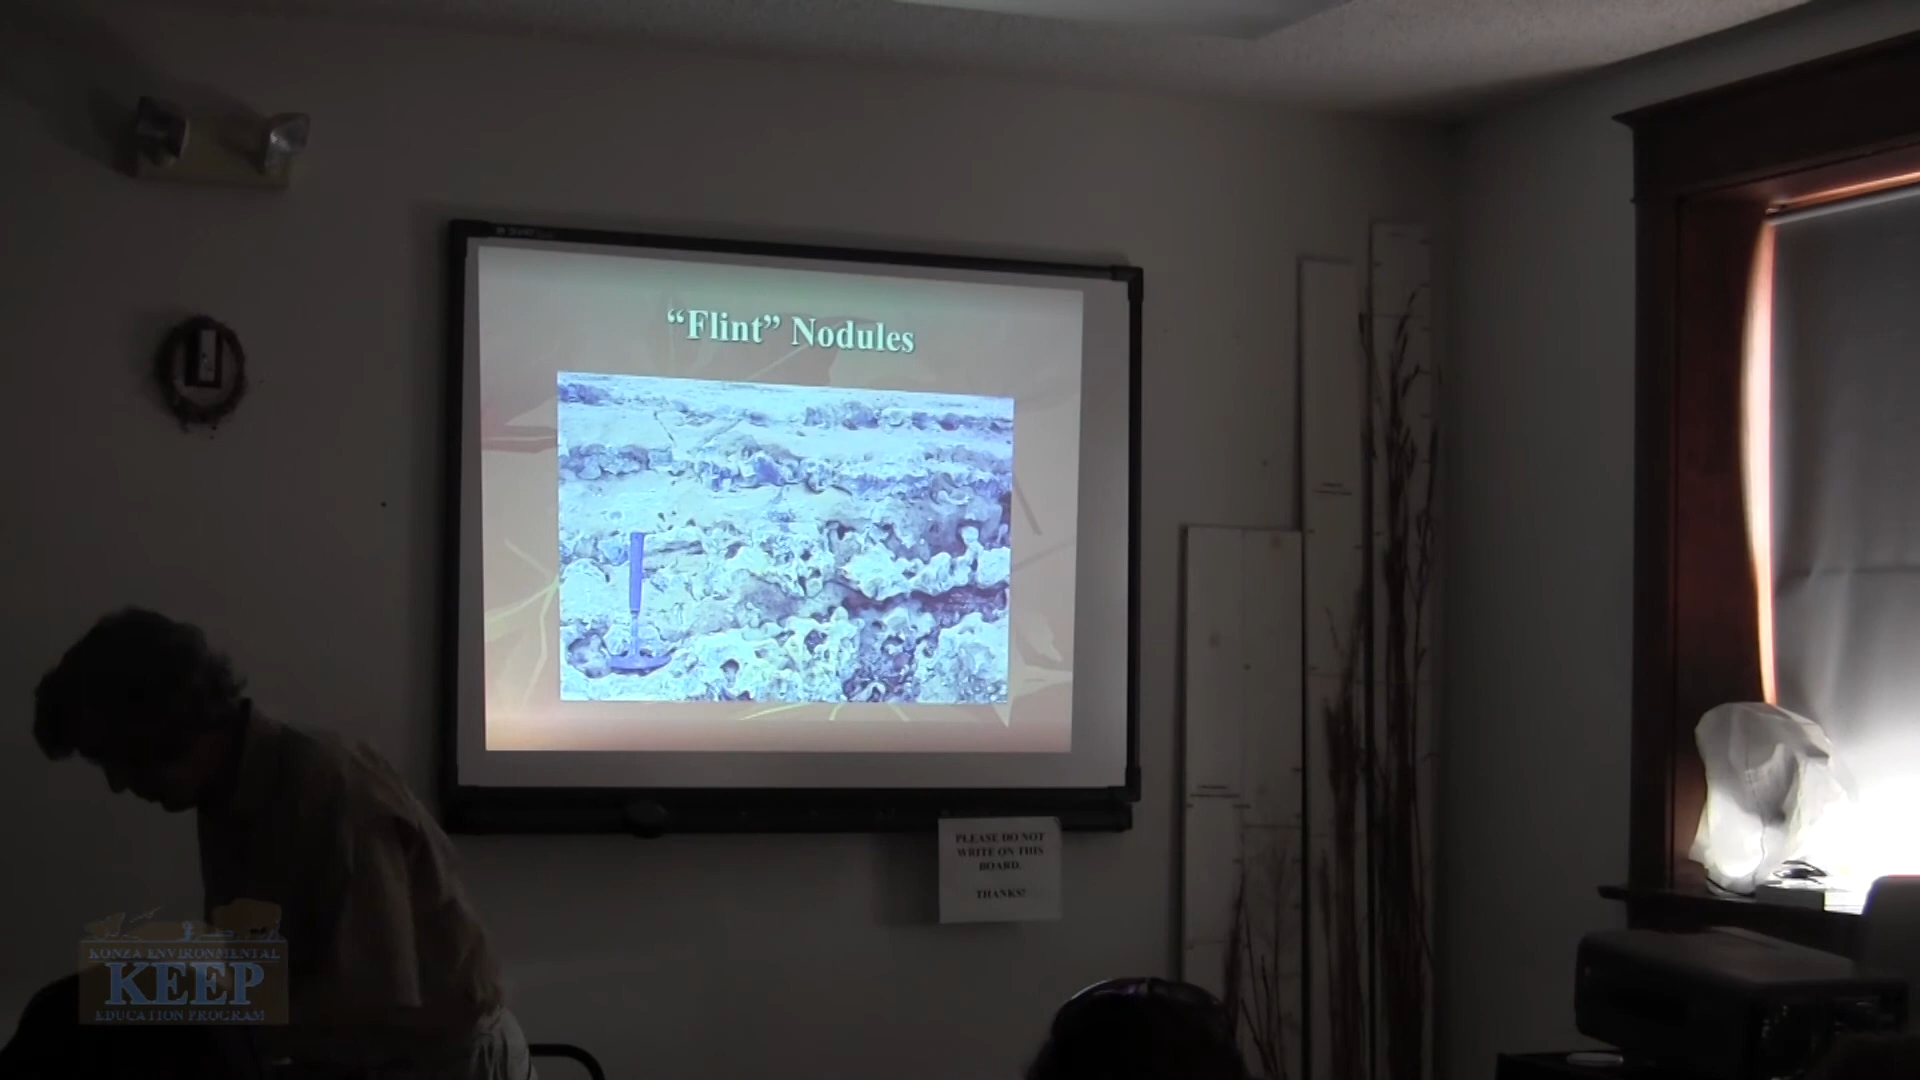 “Flint” Nodules
PLEASE DO NOT
WRITE ON THIS
BOARD.
THANKS!
KONZA ENVIRONMENTAL
KEEP
EDUCATION PROGRAM